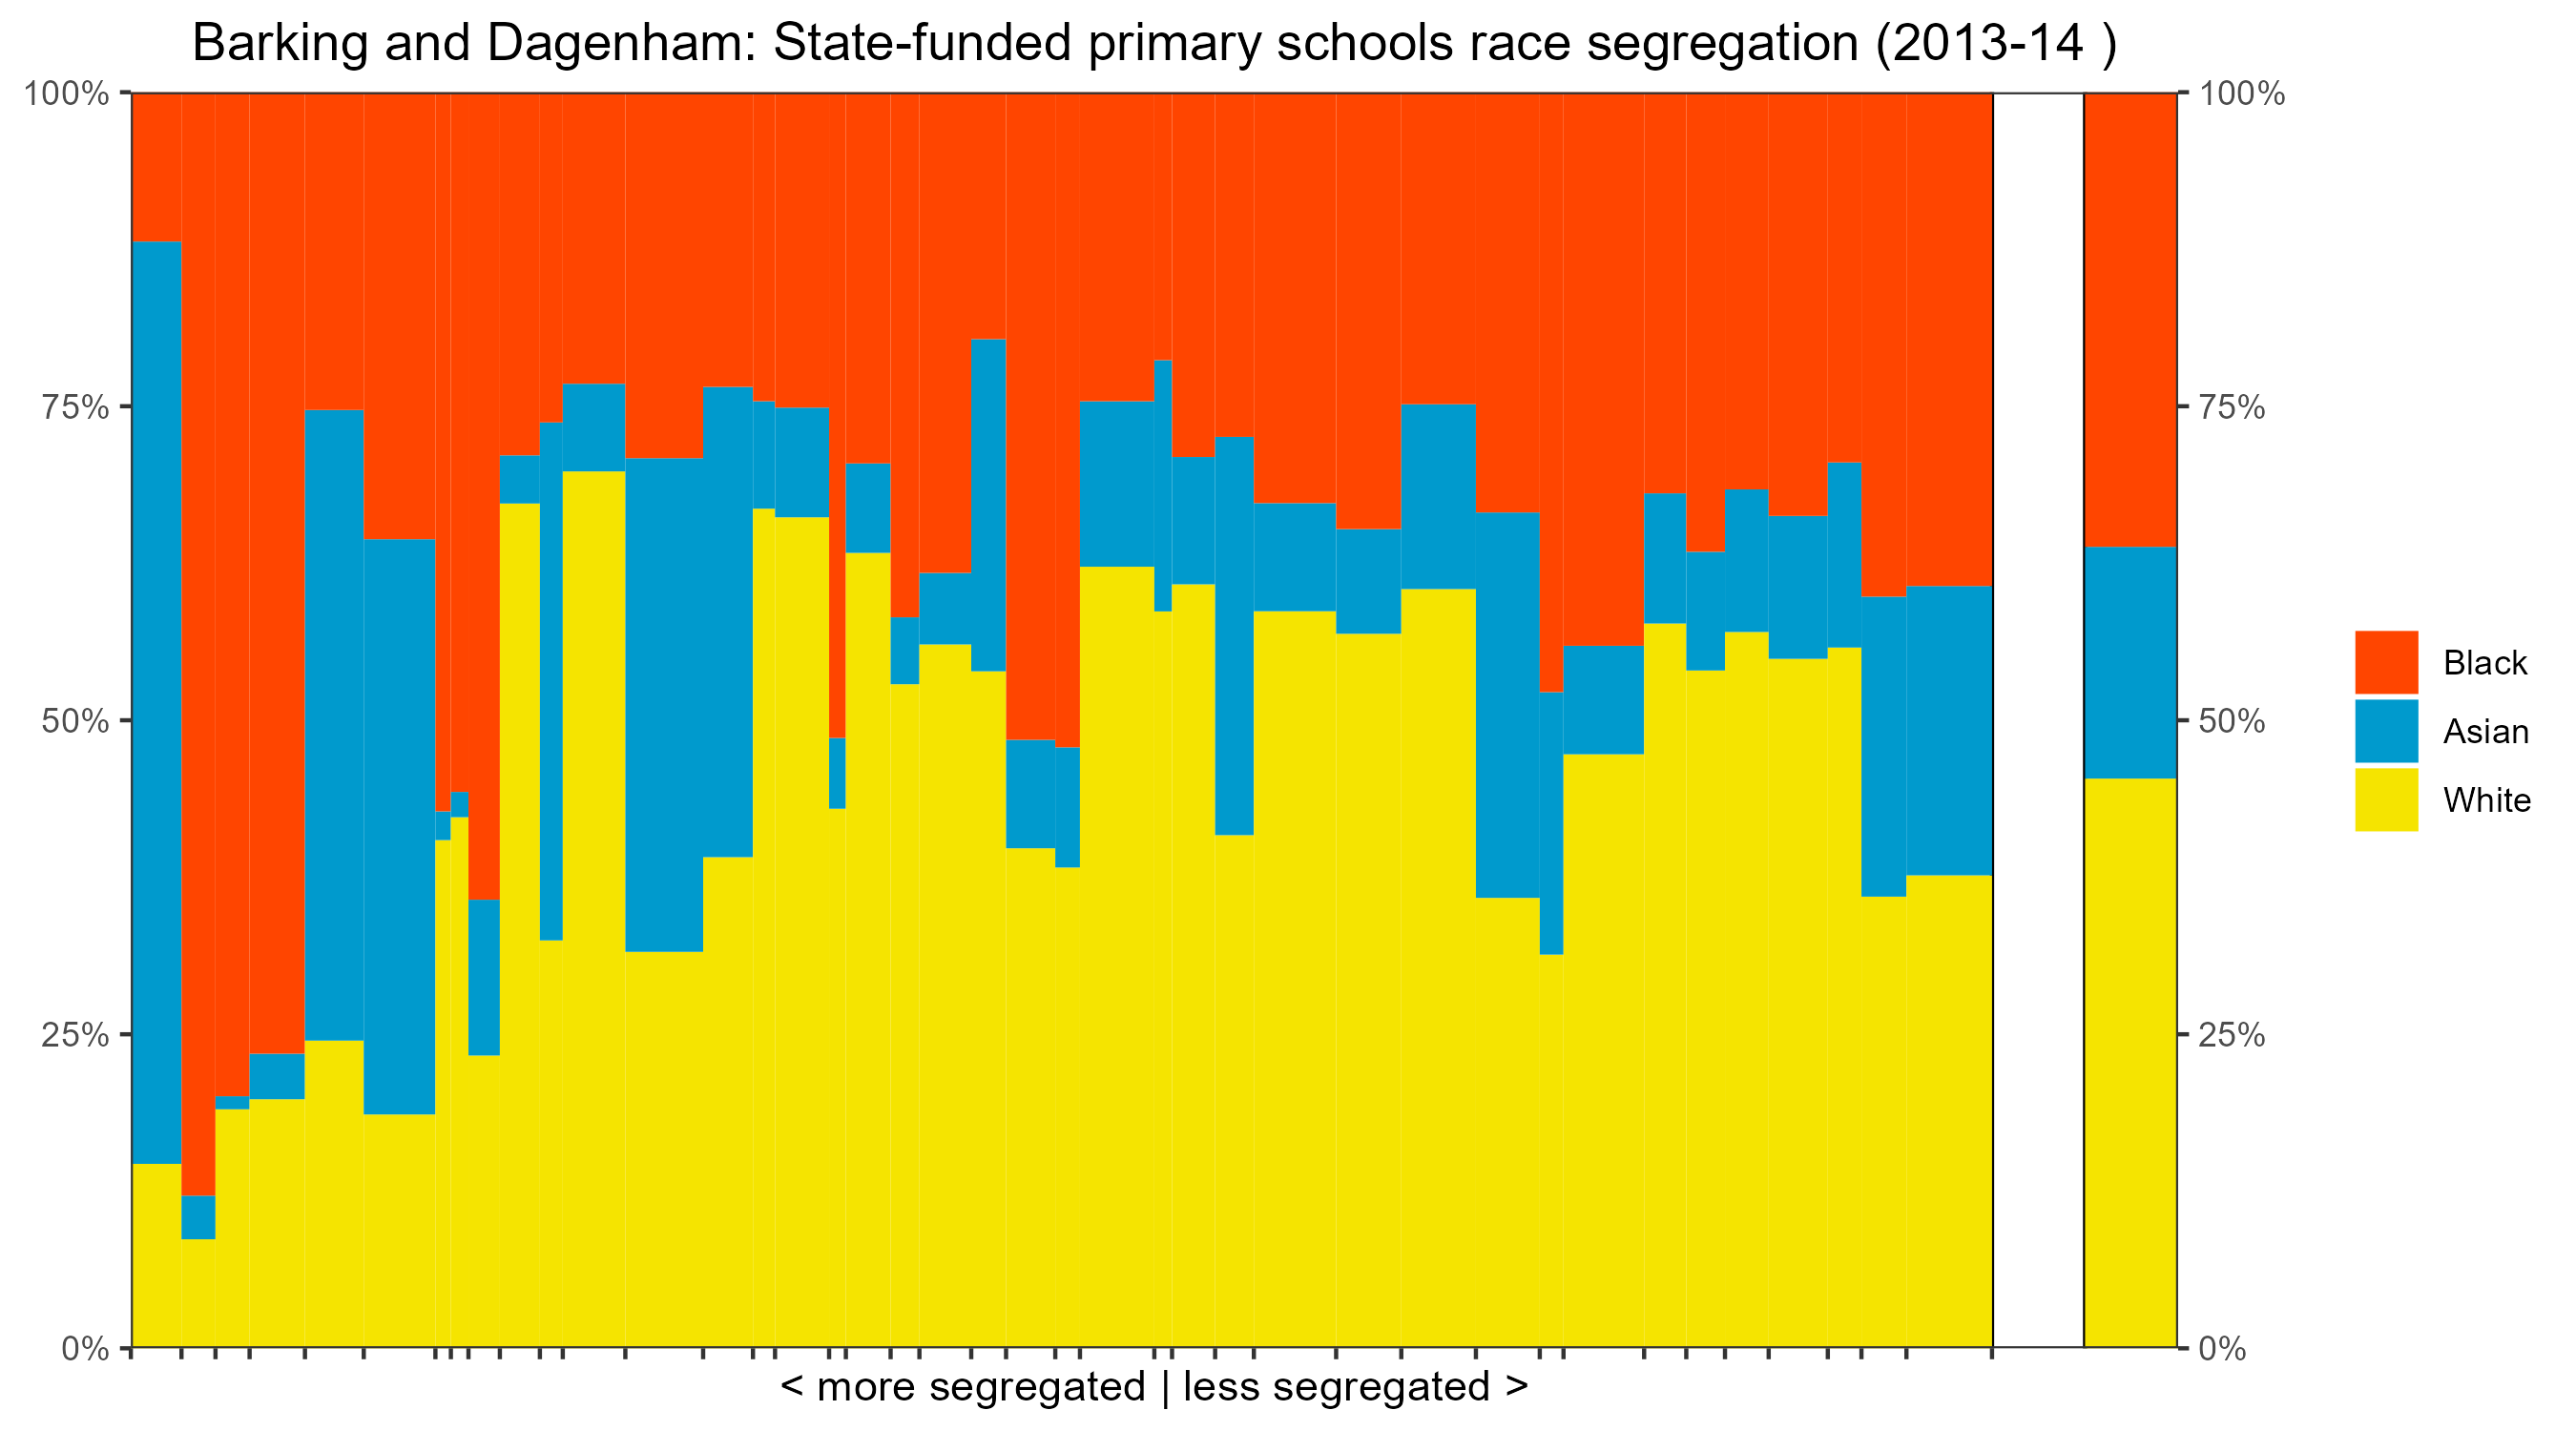 Barking and Dagenham: State-funded primary schools race segregation (2013-14 )
100%
75%
50%
25%
0%
100%
75%
50%
25%
0%
Black
Asian
White
< more segregated | less segregated >